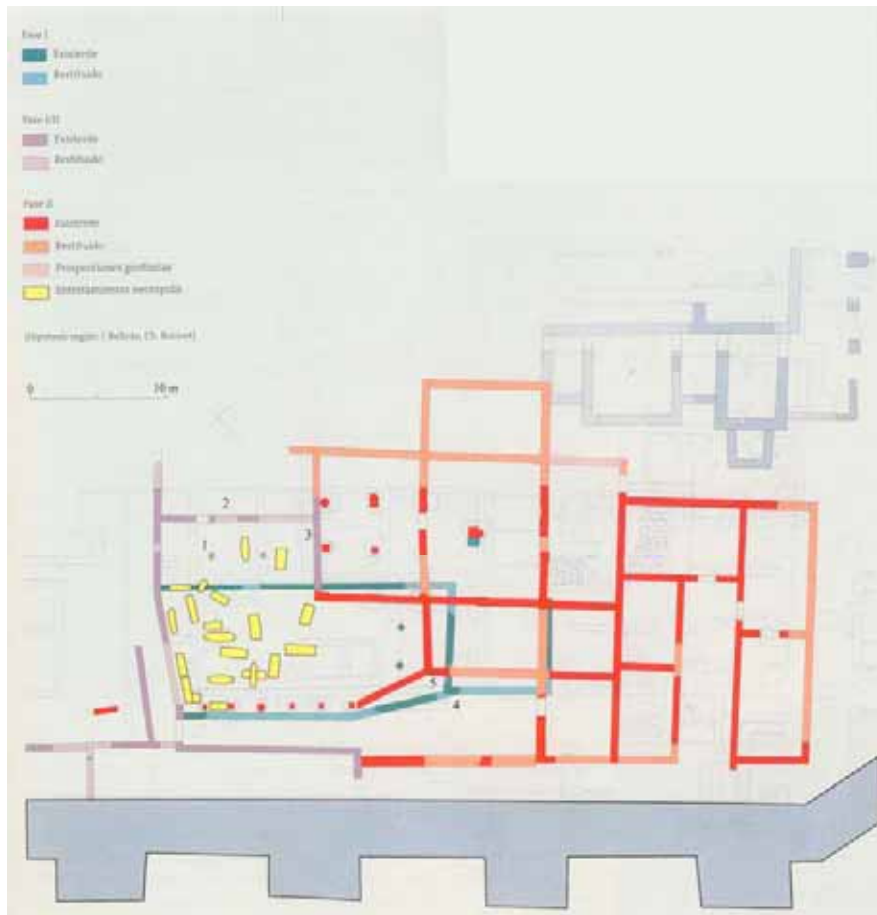 Fase I
Existente
Restituido
Fase I/II
Existente
Restituido
Fase II
Existente
Restituido
Prospecciones geofísicas
Enterramientos necrópolis
0 10 m
2
3
1
5
4